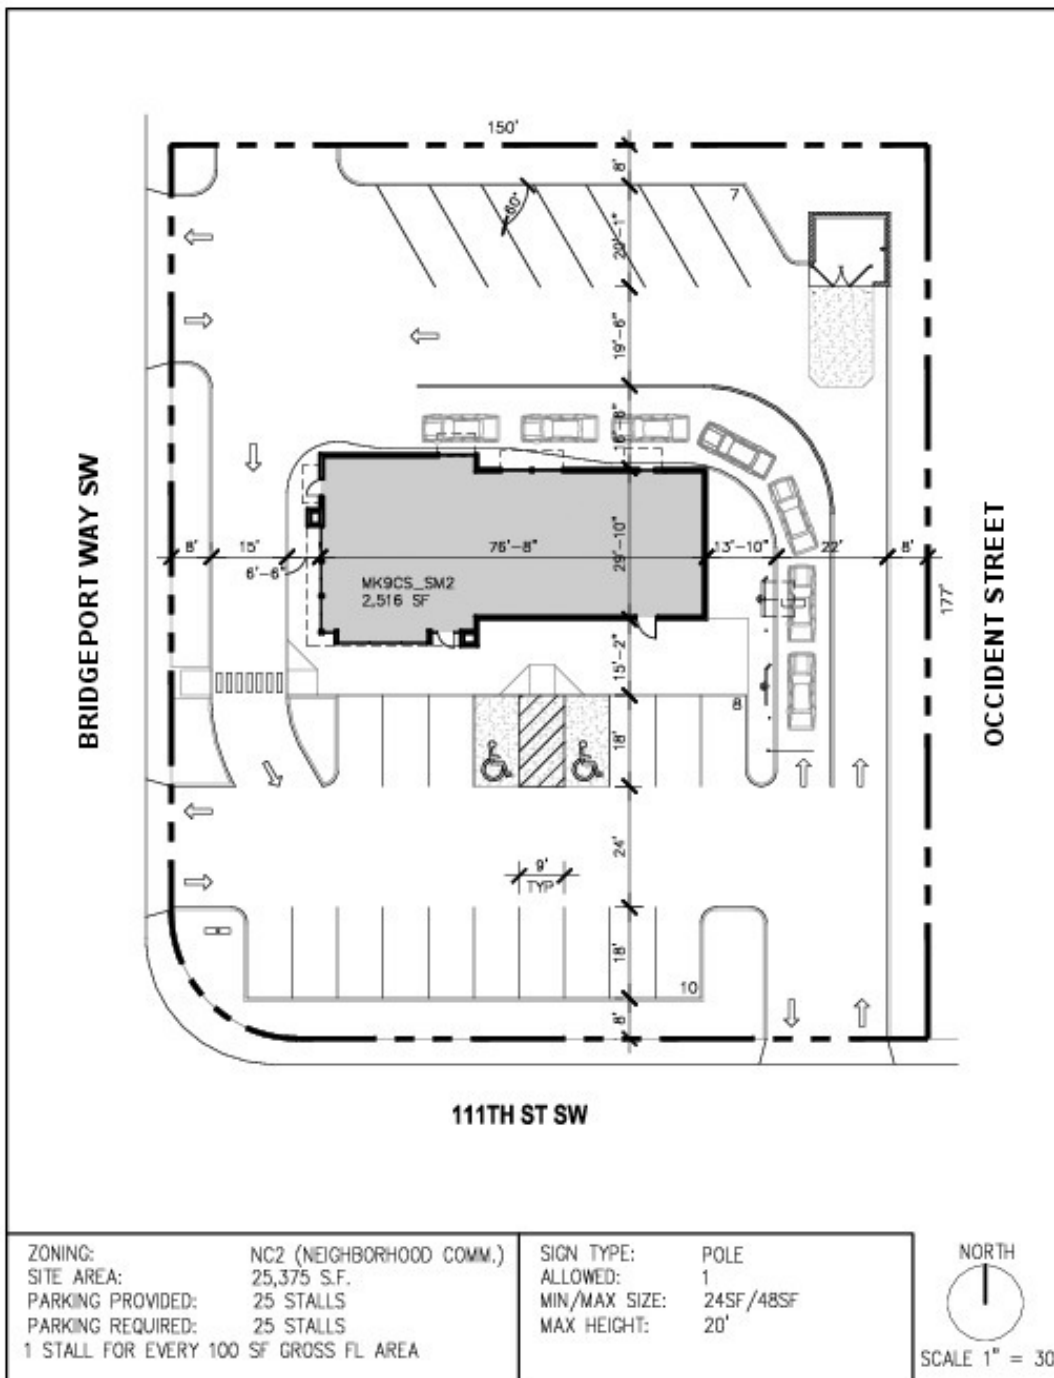 150'
8'
7
60°
20'-1"
19'-6"
16'-8"
BRIDGEPORT WAY SW
8'
15'
6'-6"
76'-8"
29'-10"
13'-10"
22'
8'
177'
OCCIDENT STREET
MK9CS_SM2
2,516 SF
15'-2"
8
18'
24'
9'
TYP
18'
10
8'
111TH ST SW
ZONING: NC2 (NEIGHBORHOOD COMM.)
SITE AREA: 25,375 S.F.
PARKING PROVIDED: 25 STALLS
PARKING REQUIRED: 25 STALLS
1 STALL FOR EVERY 100 SF GROSS FL AREA
SIGN TYPE: POLE
ALLOWED: 1
MIN/MAX SIZE: 24SF/48SF
MAX HEIGHT: 20'
NORTH
SCALE 1" = 30